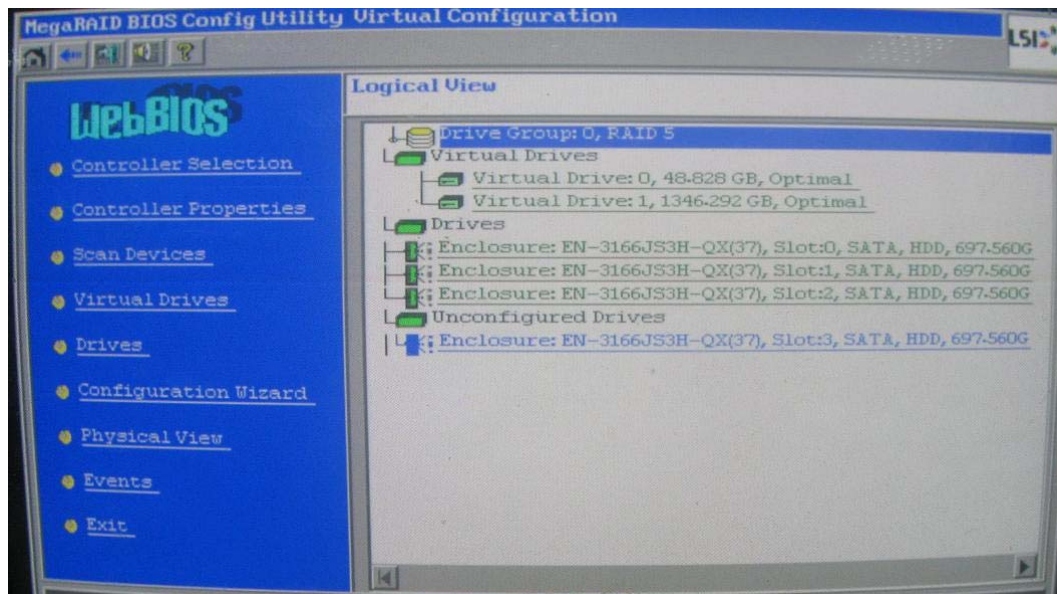 MegaRAID BIOS Config Utility Virtual Configuration
LSI
WebBIOS
Controller Selection
Controller Properties
Scan Devices
Virtual Drives
Drives
Configuration Wizard
Physical View
Events
Exit
Logical View
Drive Group: 0, RAID 5
Virtual Drives
Virtual Drive: 0, 48.828 GB, Optimal
Virtual Drive: 1, 1346.292 GB, Optimal
Drives
Enclosure: EN-3166JS3H-QX(37), Slot:0, SATA, HDD, 697.560G
Enclosure: EN-3166JS3H-QX(37), Slot:1, SATA, HDD, 697.560G
Enclosure: EN-3166JS3H-QX(37), Slot:2, SATA, HDD, 697.560G
Unconfigured Drives
Enclosure: EN-3166JS3H-QX(37), Slot:3, SATA, HDD, 697.560G